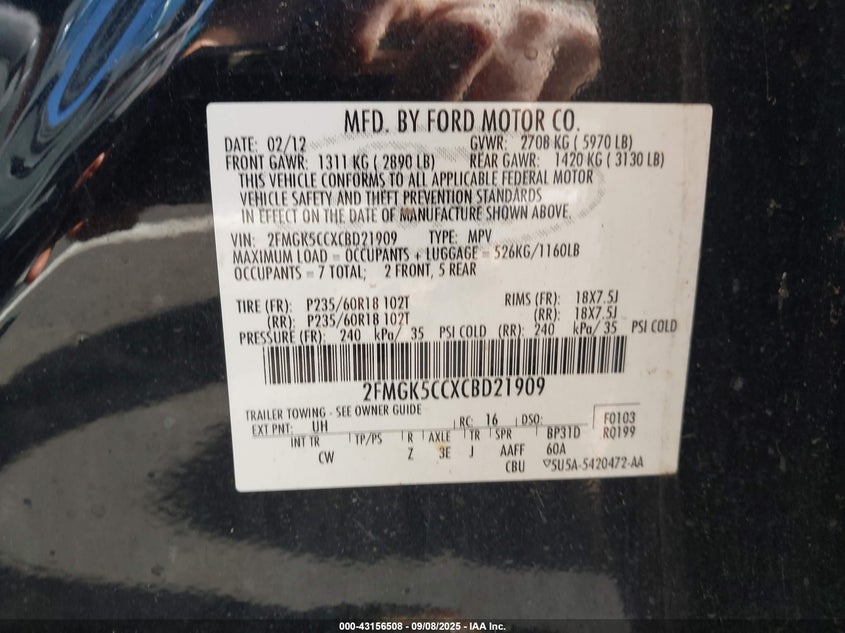 MFD. BY FORD MOTOR CO.
DATE: 02/12 GVWR: 2708 KG ( 5970 LB)
FRONT GAWR: 1311 KG ( 2890 LB) REAR GAWR: 1420 KG ( 3130 LB)
THIS VEHICLE CONFORMS TO ALL APPLICABLE FEDERAL MOTOR
VEHICLE SAFETY AND THEFT PREVENTION STANDARDS
IN EFFECT ON THE DATE OF MANUFACTURE SHOWN ABOVE.
VIN: 2FMGK5CCXCBD21909 TYPE: MPV
MAXIMUM LOAD = OCCUPANTS + LUGGAGE = 526KG/1160LB
OCCUPANTS = 7 TOTAL; 2 FRONT, 5 REAR
TIRE (FR): P235/60R18 102T RIMS (FR): 18X7.5J
(RR): P235/60R18 102T (RR): 18X7.5J
PRESSURE (FR): 240 kPa/ 35 PSI COLD (RR): 240 kPa/ 35 PSI COLD
2FMGK5CCXCBD21909
TRAILER TOWING - SEE OWNER GUIDE
EXT PNT: UH RC: 16 DSO: F0103
INT TR TP/PS R AXLE TR SPR BP31D R0199
CW Z 3E J AAFF 60A
CBU 5U5A-5420472-AA
000-43156508 - 09/08/2025 - IAA Inc.